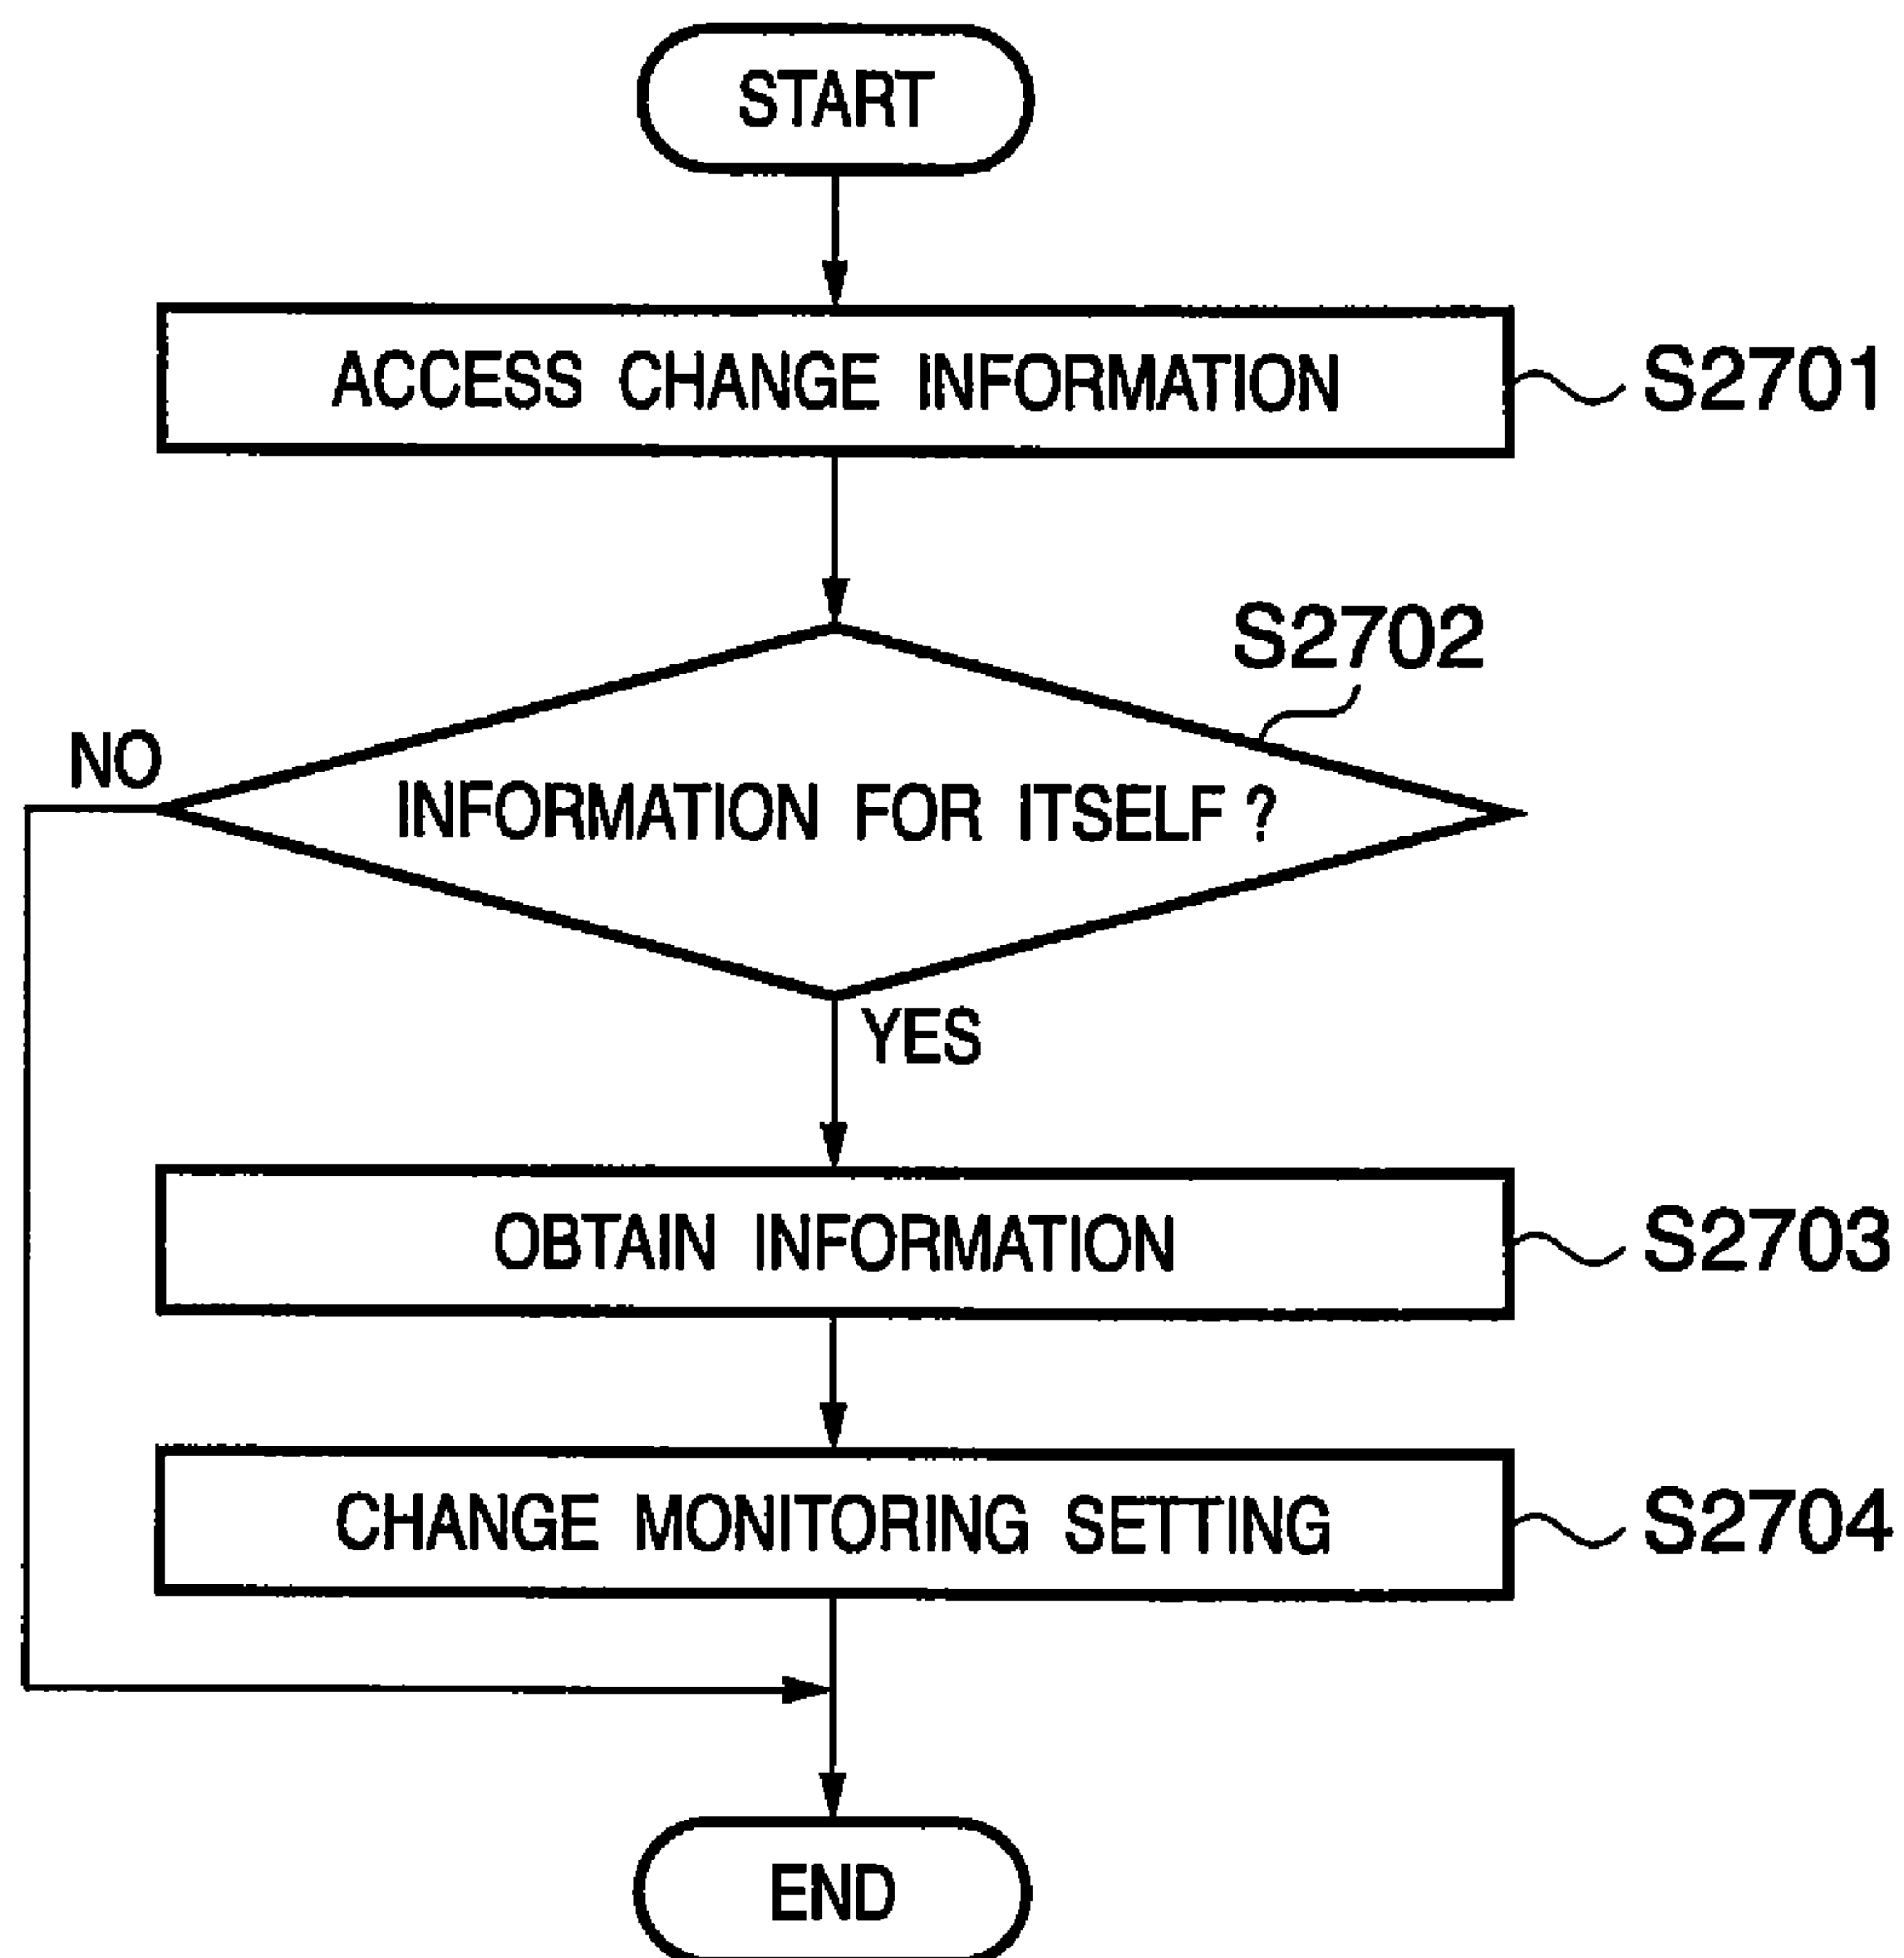 START
ACCESS CHANGE INFORMATION
S2701
S2702
NO
INFORMATION FOR ITSELF ?
YES
OBTAIN INFORMATION
S2703
CHANGE MONITORING SETTING
S2704
END